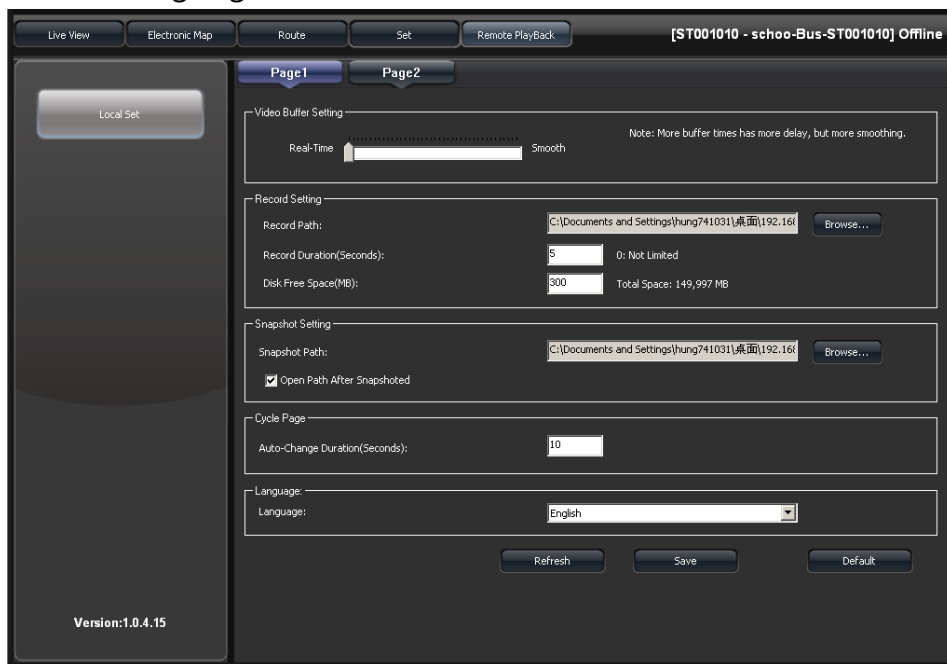 Live View Electronic Map Route Set Remote PlayBack [ST001010 - schoo-Bus-ST001010] Offline
Local Set
Page1 Page2
Video Buffer Setting
Note: More buffer times has more delay, but more smoothing.
Real-Time Smooth
Record Setting
Record Path: C:\Documents and Settings\hung741031\桌面\192.168 Browse...
Record Duration(Seconds): 5 0: Not Limited
Disk Free Space(MB): 300 Total Space: 149,997 MB
Snapshot Setting
Snapshot Path: C:\Documents and Settings\hung741031\桌面\192.168 Browse...
Open Path After Snapshoted
Cycle Page
Auto-Change Duration(Seconds): 10
Language:
Language: English
Refresh Save Default
Version:1.0.4.15